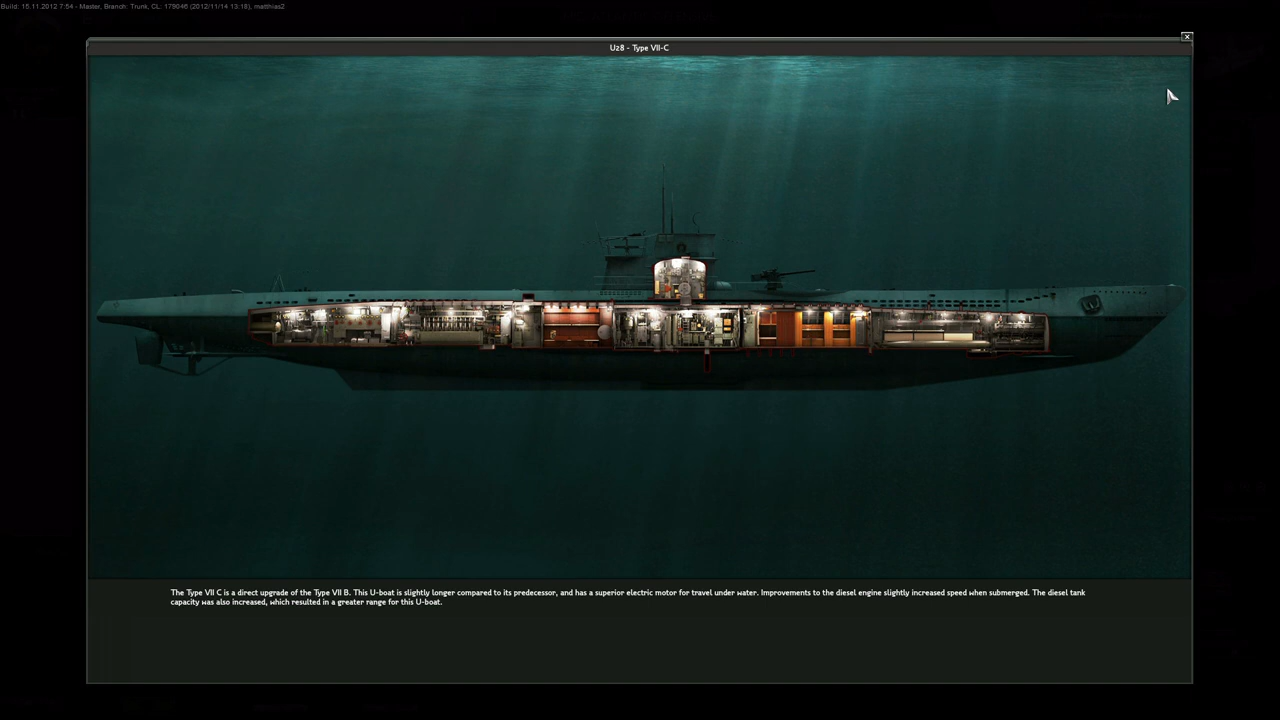 Build: 15.11.2012 7:54 - Master, Branch: Trunk, CL: 179046 (2012/11/14 13:18), matthias2
U28 - Type VII-C
The Type VII C is a direct upgrade of the Type VII B. This U-boat is slightly longer compared to its predecessor, and has a superior electric motor for travel under water. Improvements to the diesel engine slightly increased speed when submerged. The diesel tank
capacity was also increased, which resulted in a greater range for this U-boat.